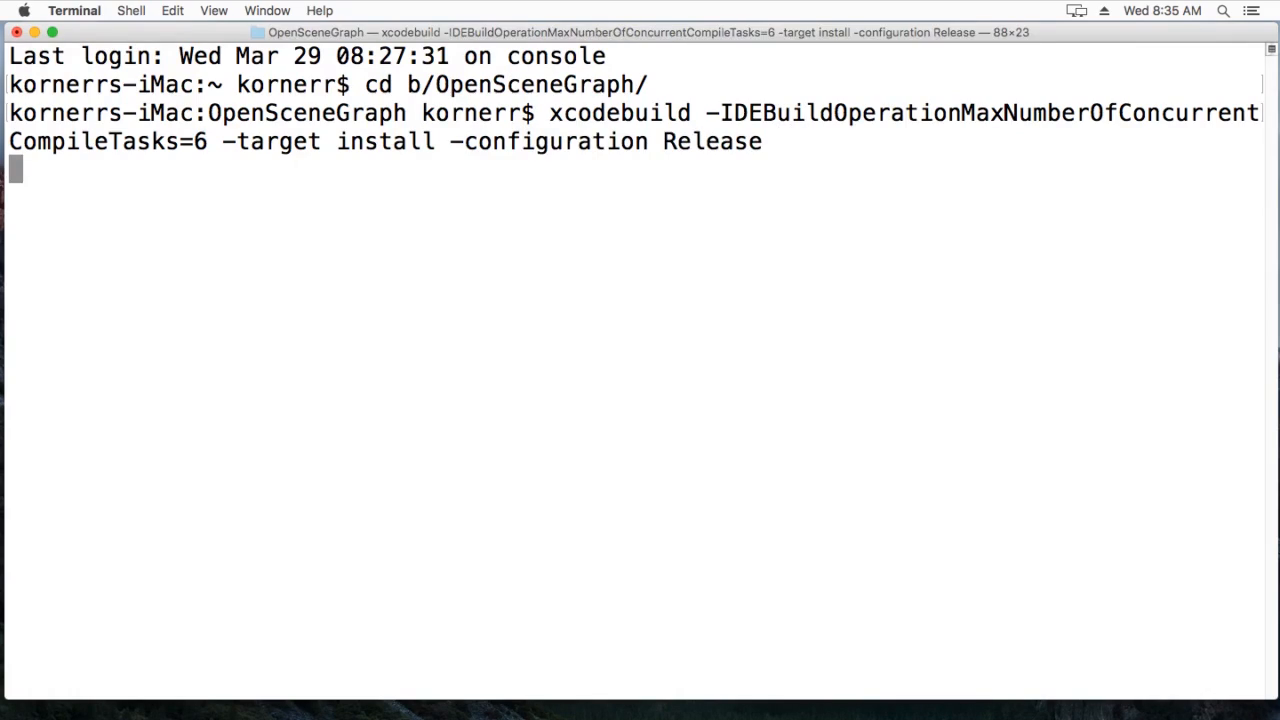 Terminal Shell Edit View Window Help Wed 8:35 AM
OpenSceneGraph — xcodebuild -IDEBuildOperationMaxNumberOfConcurrentCompileTasks=6 -target install -configuration Release — 88×23
Last login: Wed Mar 29 08:27:31 on console
kornerrs-iMac:~ kornerr$ cd b/OpenSceneGraph/
kornerrs-iMac:OpenSceneGraph kornerr$ xcodebuild -IDEBuildOperationMaxNumberOfConcurrent
CompileTasks=6 -target install -configuration Release